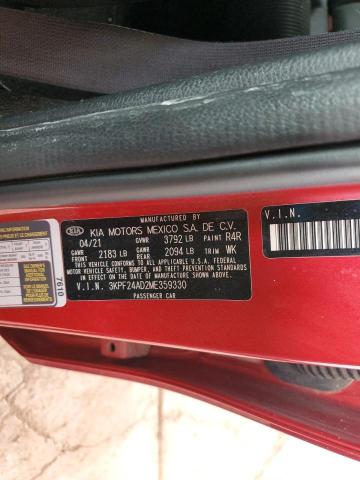 MANUFACTURED BY
KIA KIA MOTORS MEXICO S.A. DE C.V.
04/21 GVWR 3792 LB PAINT R4R
GAWR FRONT 2183 LB GAWR REAR 2094 LB TRIM WK
THIS VEHICLE CONFORMS TO ALL APPLICABLE FEDERAL MOTOR
VEHICLE SAFETY, BUMPER, AND THEFT PREVENTION STANDARDS
IN EFFECT ON THE DATE OF MANUFACTURE SHOWN ABOVE.
V.I.N. 3KPF24AD2ME359330
PASSENGER CAR
7610
V.I.N.